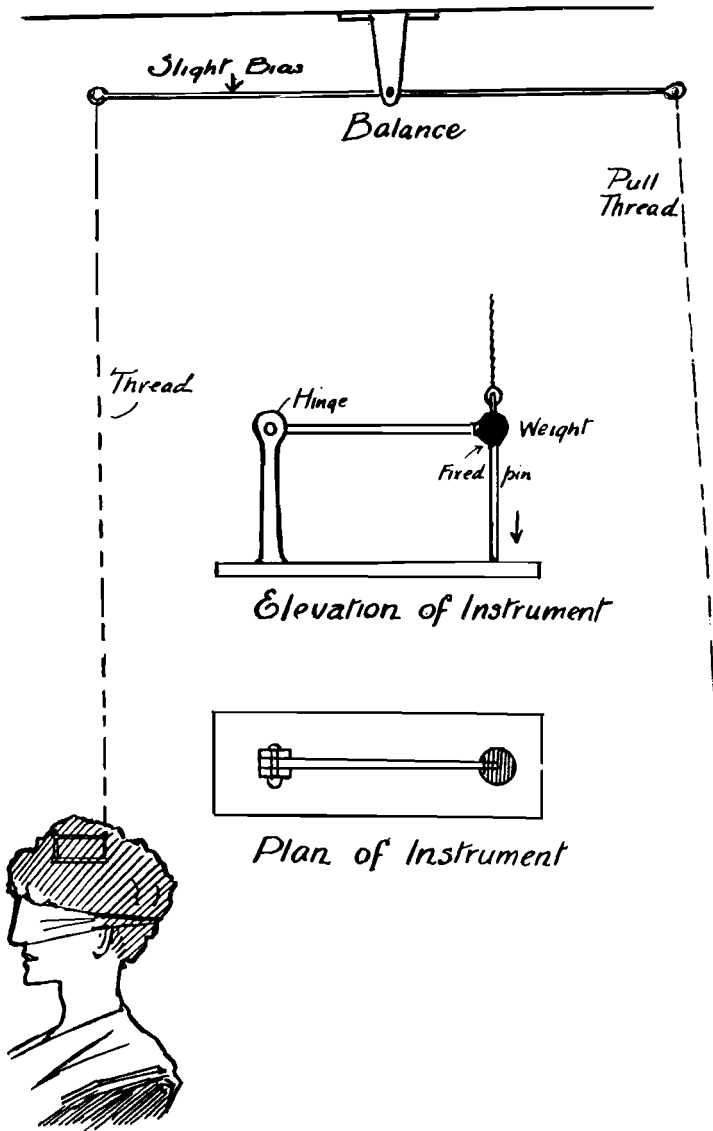 Slight Bias
Balance
Pull
Thread
Thread
Hinge
Weight
Fixed pin
Elevation of Instrument
Plan of Instrument